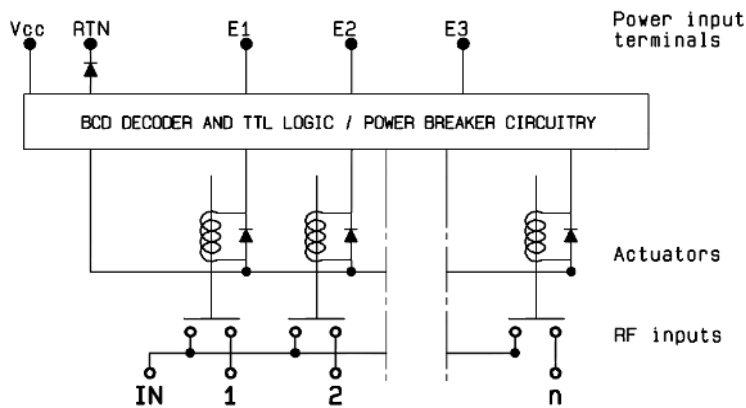 Vcc RTN E1 E2 E3 Power input
terminals
BCD DECODER AND TTL LOGIC / POWER BREAKER CIRCUITRY
Actuators
RF inputs
IN 1 2 n